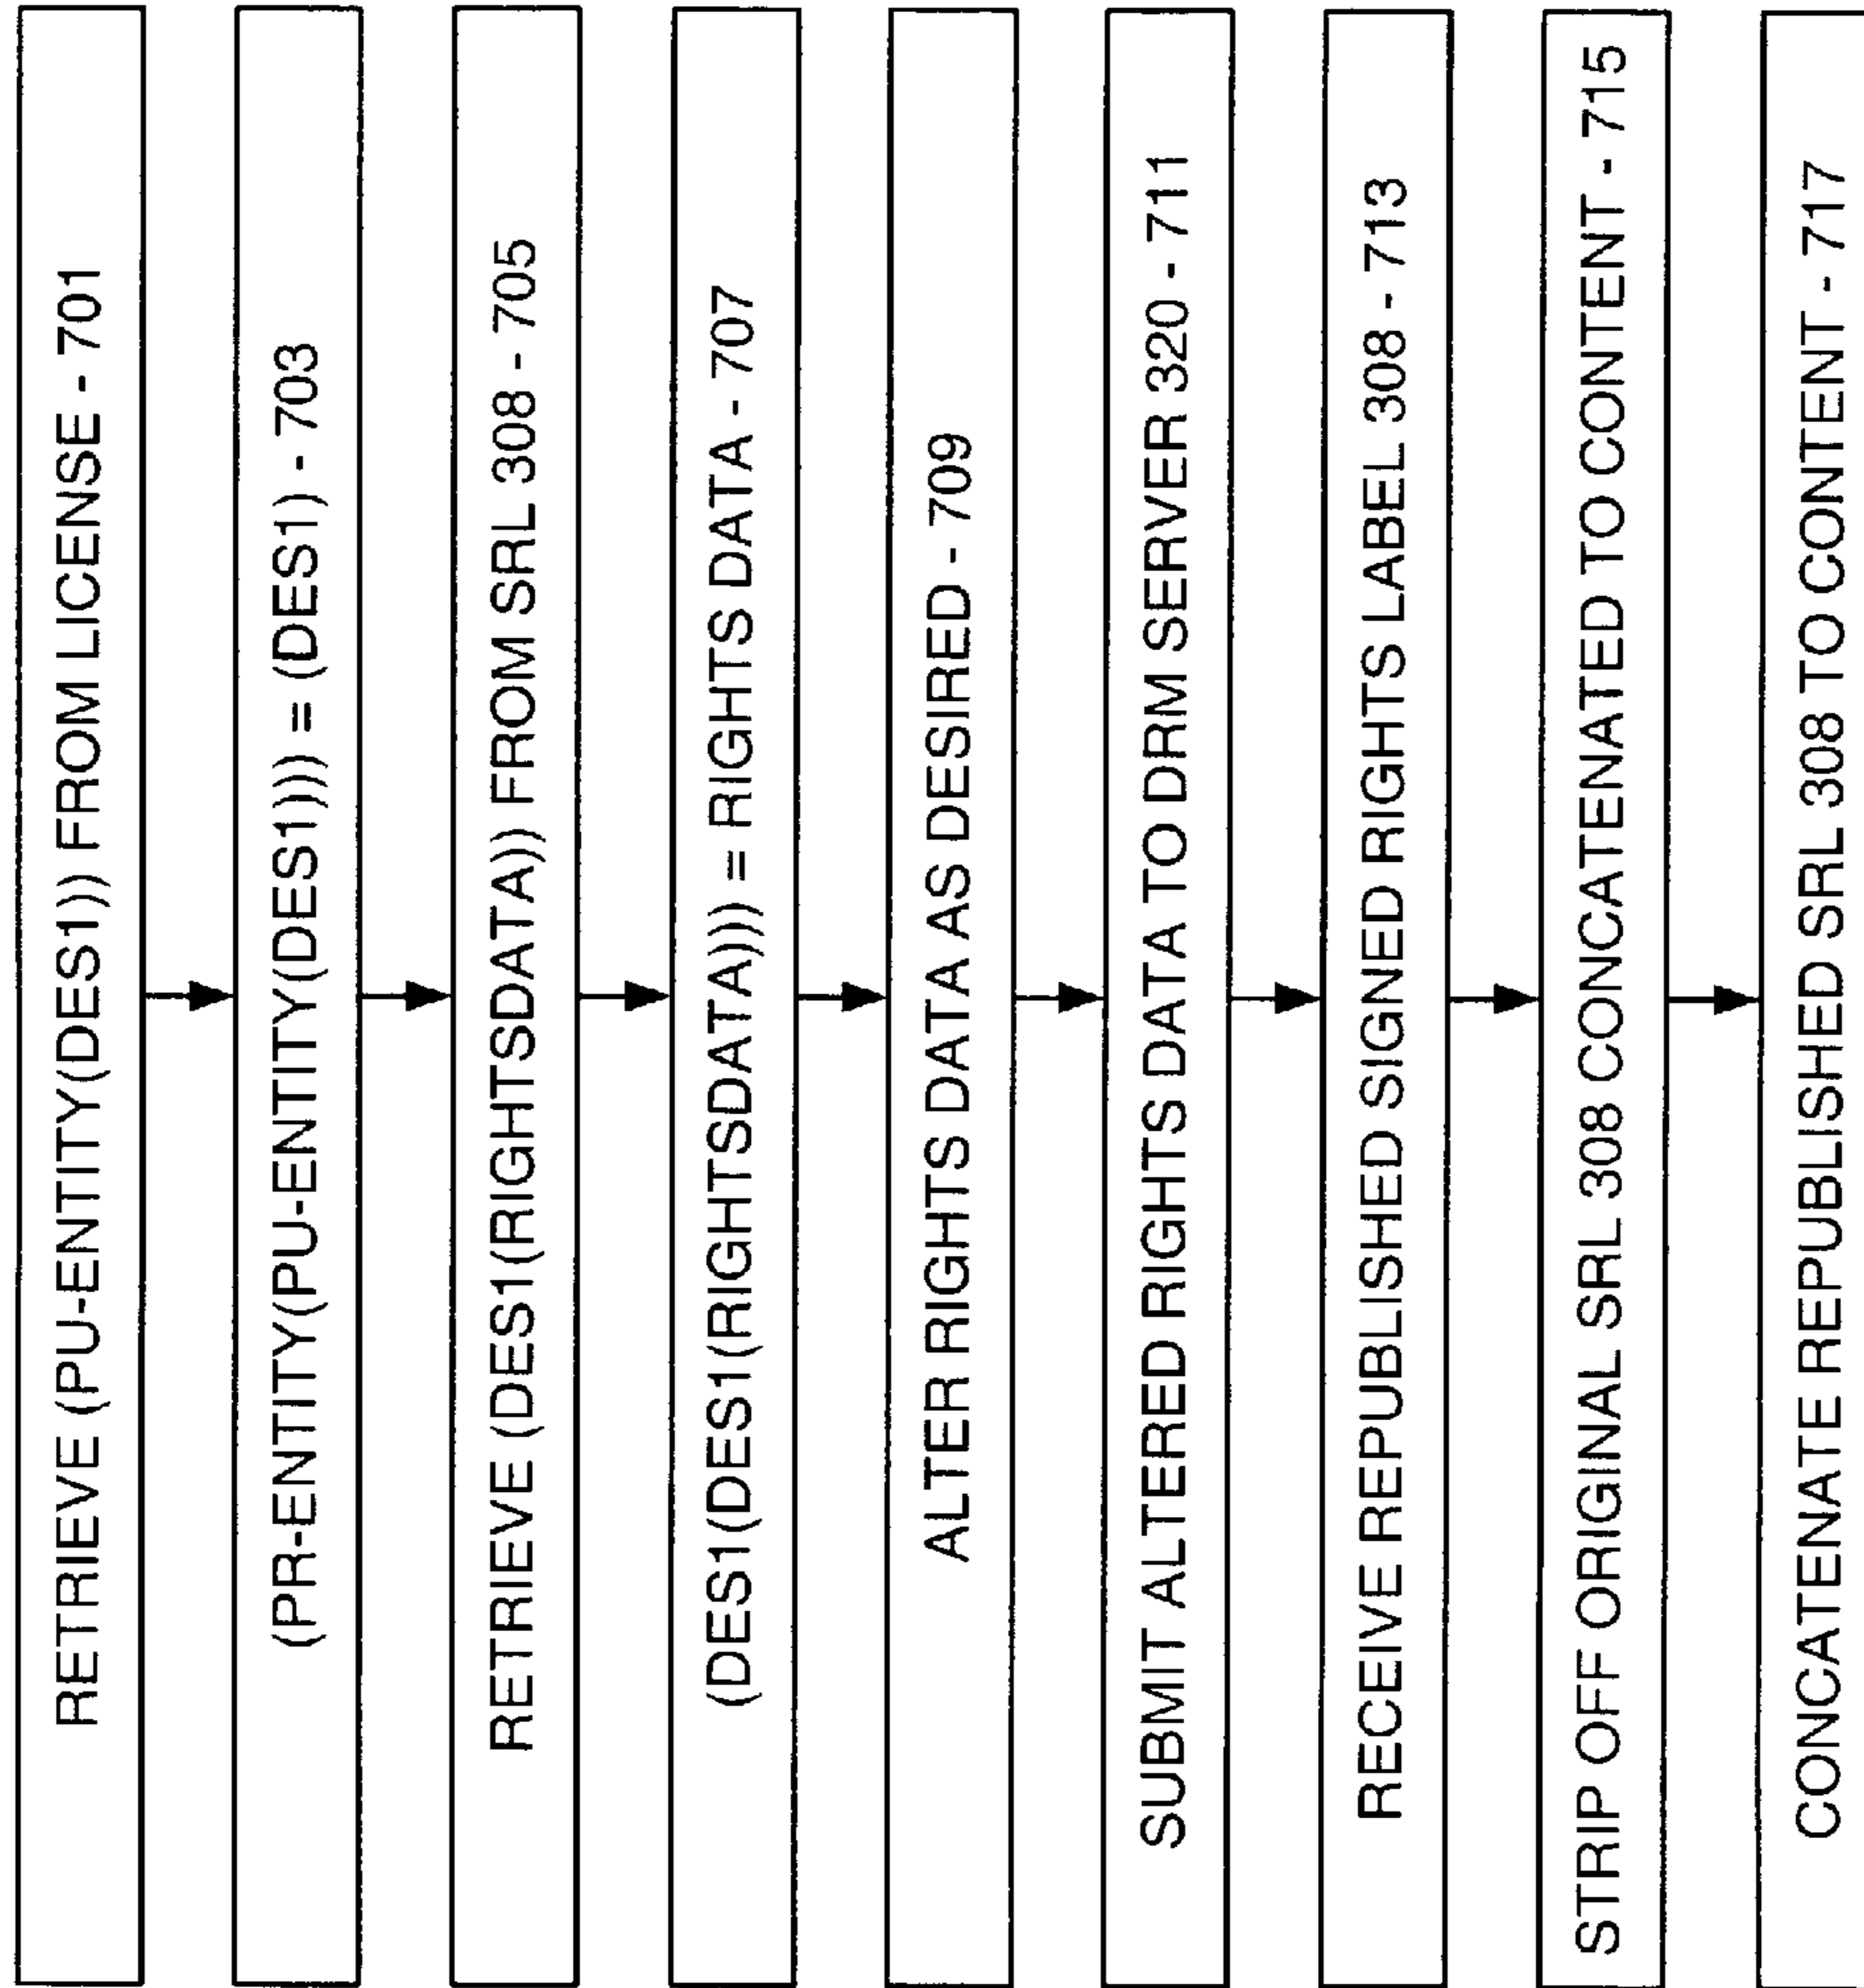 RETRIEVE (PU-ENTITY(DES1)) FROM LICENSE - 701
(PR-ENTITY(PU-ENTITY(DES1))) = (DES1) - 703
RETRIEVE (DES1(RIGHTSDATA)) FROM SRL 308 - 705
(DES1(DES1(RIGHTSDATA))) = RIGHTS DATA - 707
ALTER RIGHTS DATA AS DESIRED - 709
SUBMIT ALTERED RIGHTS DATA TO DRM SERVER 320 - 711
RECEIVE REPUBLISHED SIGNED RIGHTS LABEL 308 - 713
STRIP OFF ORIGINAL SRL 308 CONCATENATED TO CONTENT - 715
CONCATENATE REPUBLISHED SRL 308 TO CONTENT - 717